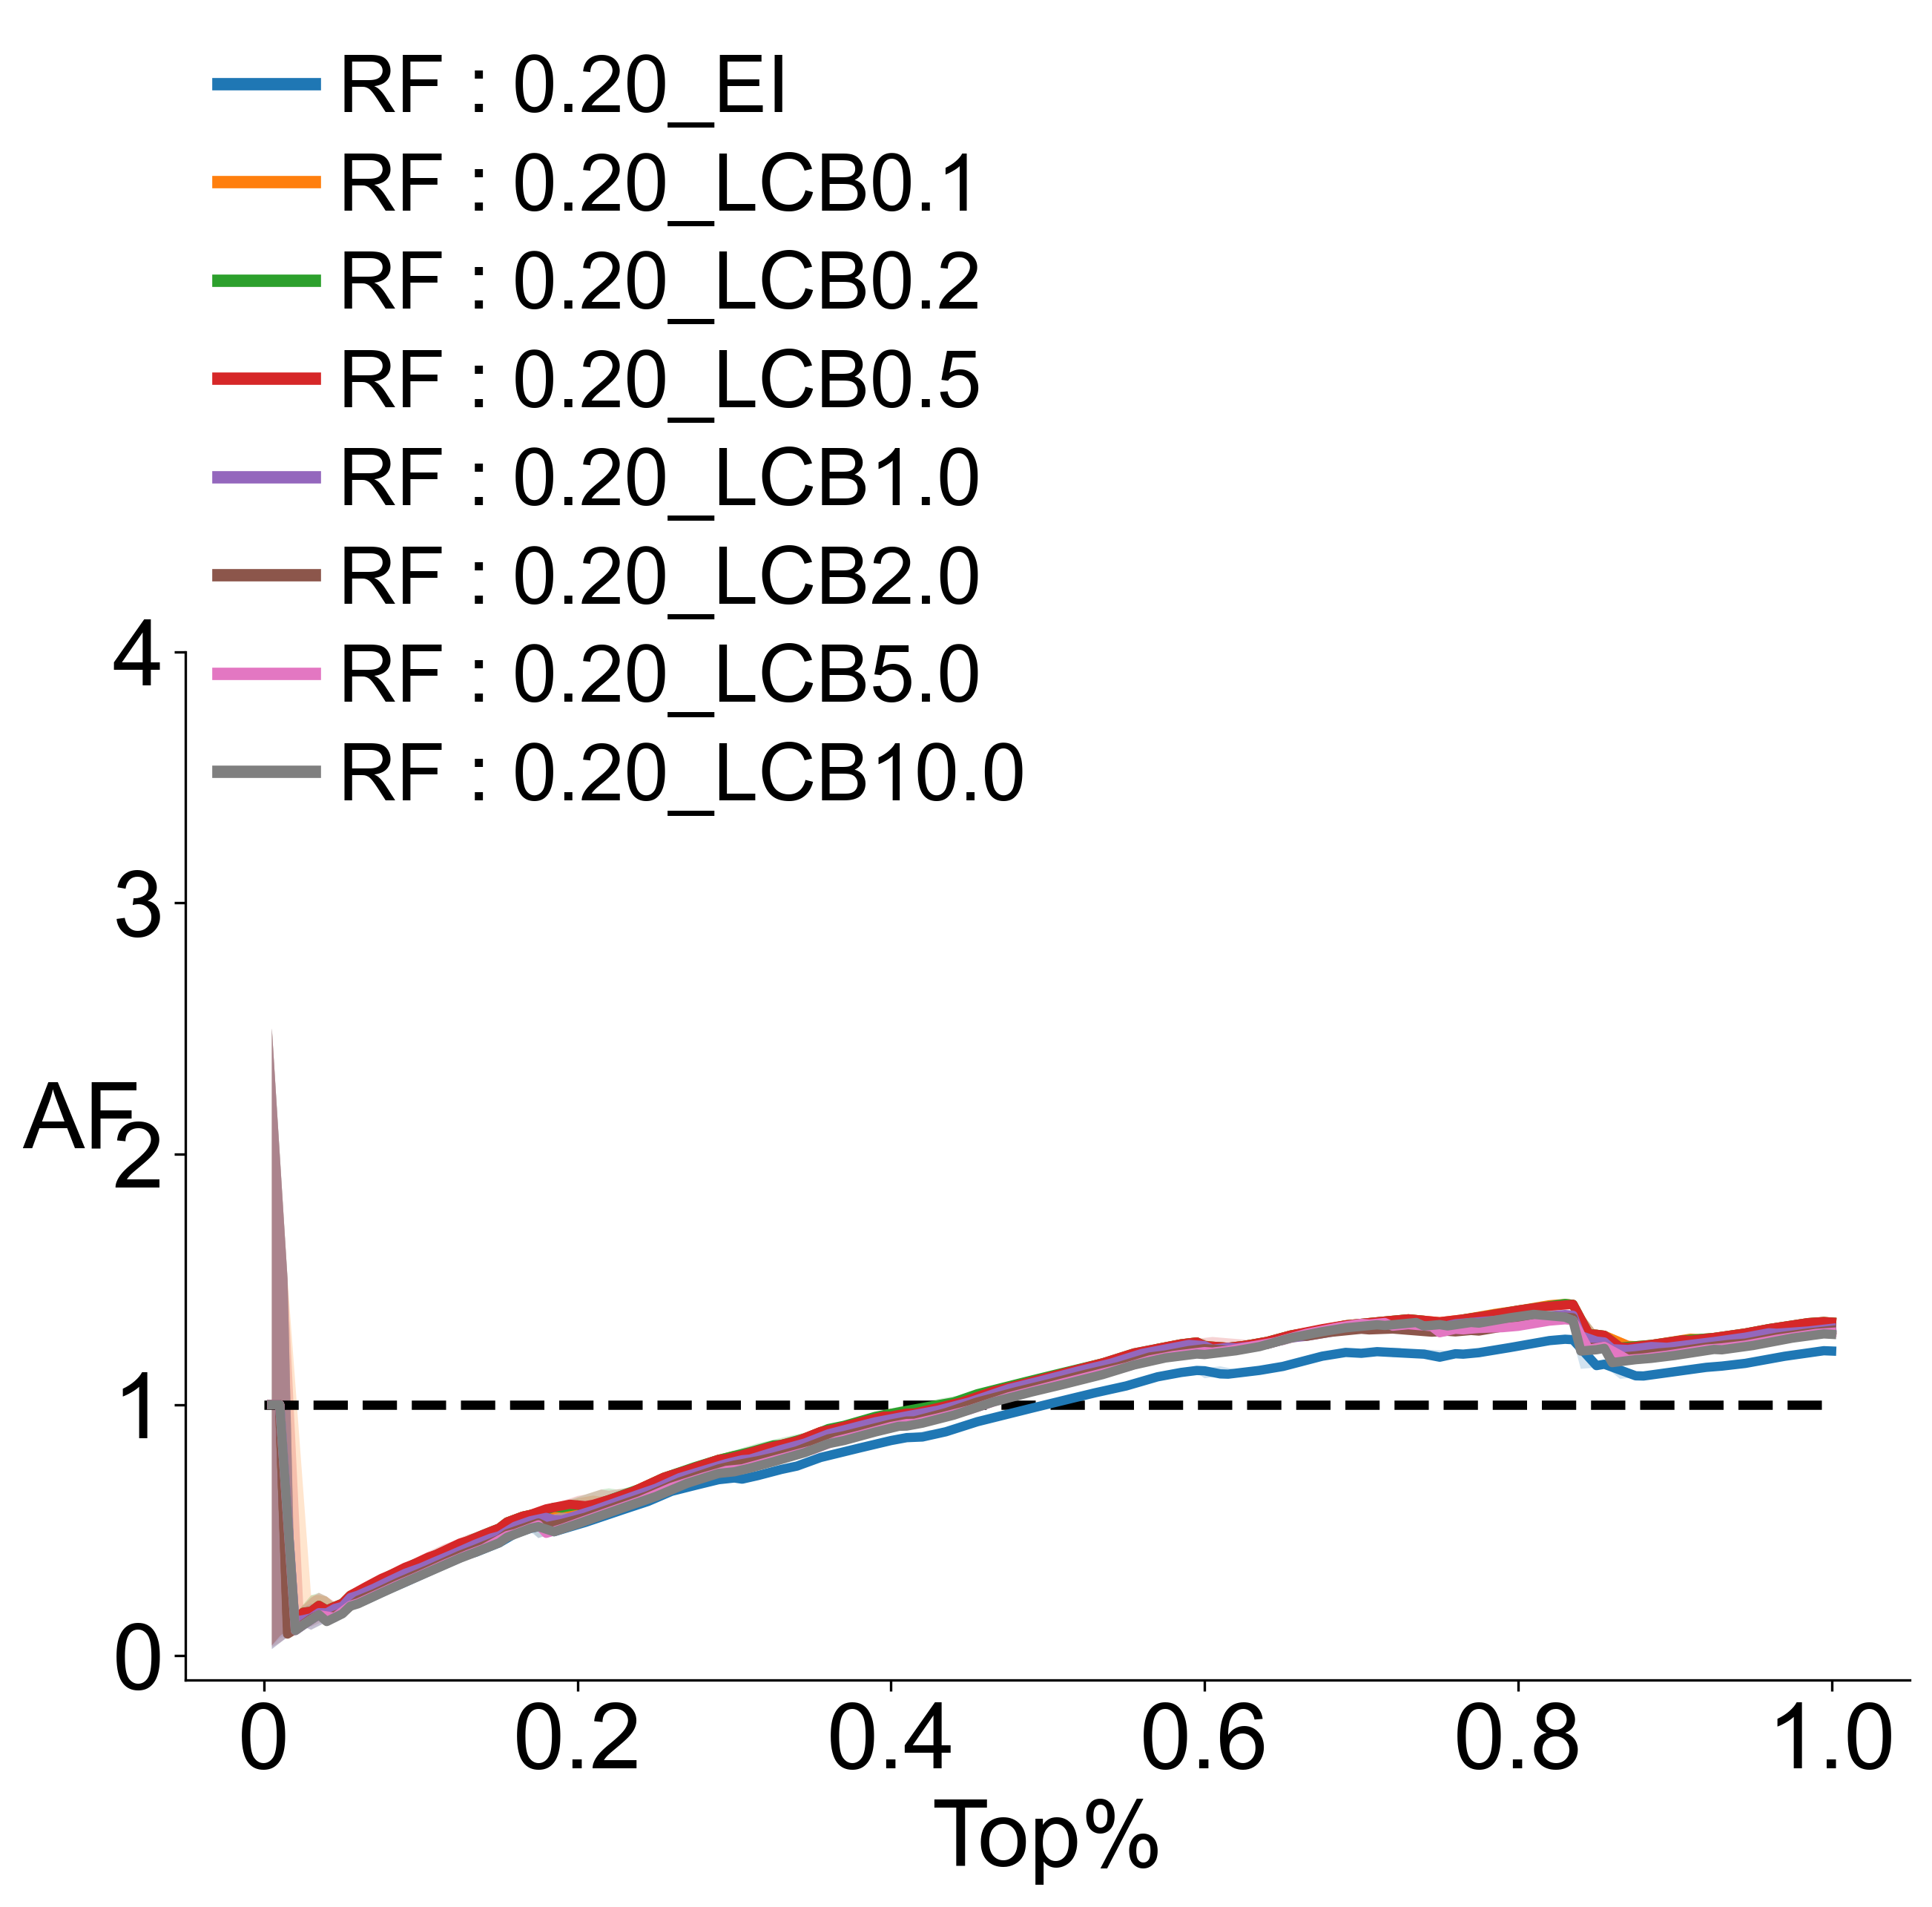 RF : 0.20_EI
RF : 0.20_LCB0.1
RF : 0.20_LCB0.2
RF : 0.20_LCB0.5
RF : 0.20_LCB1.0
RF : 0.20_LCB2.0
RF : 0.20_LCB5.0
RF : 0.20_LCB10.0
4
3
AF
2
1
0
0 0.2 0.4 0.6 0.8 1.0
Top%